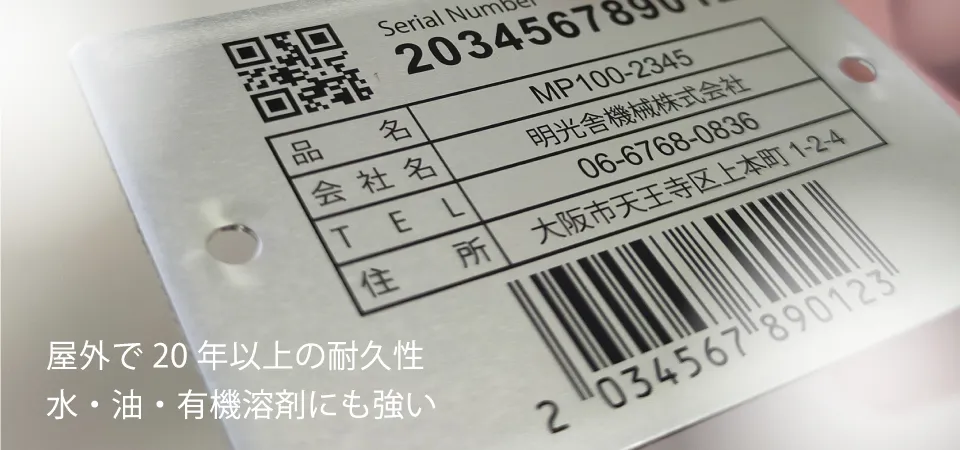 Serial Number
2034567890
品名 MP100-2345
会社名 明光舎機械株式会社
TEL 06-6768-0836
住所 大阪市天王寺区上本町 1-2-4
2 034567 890123
屋外で 20 年以上の耐久性
水・油・有機溶剤にも強い